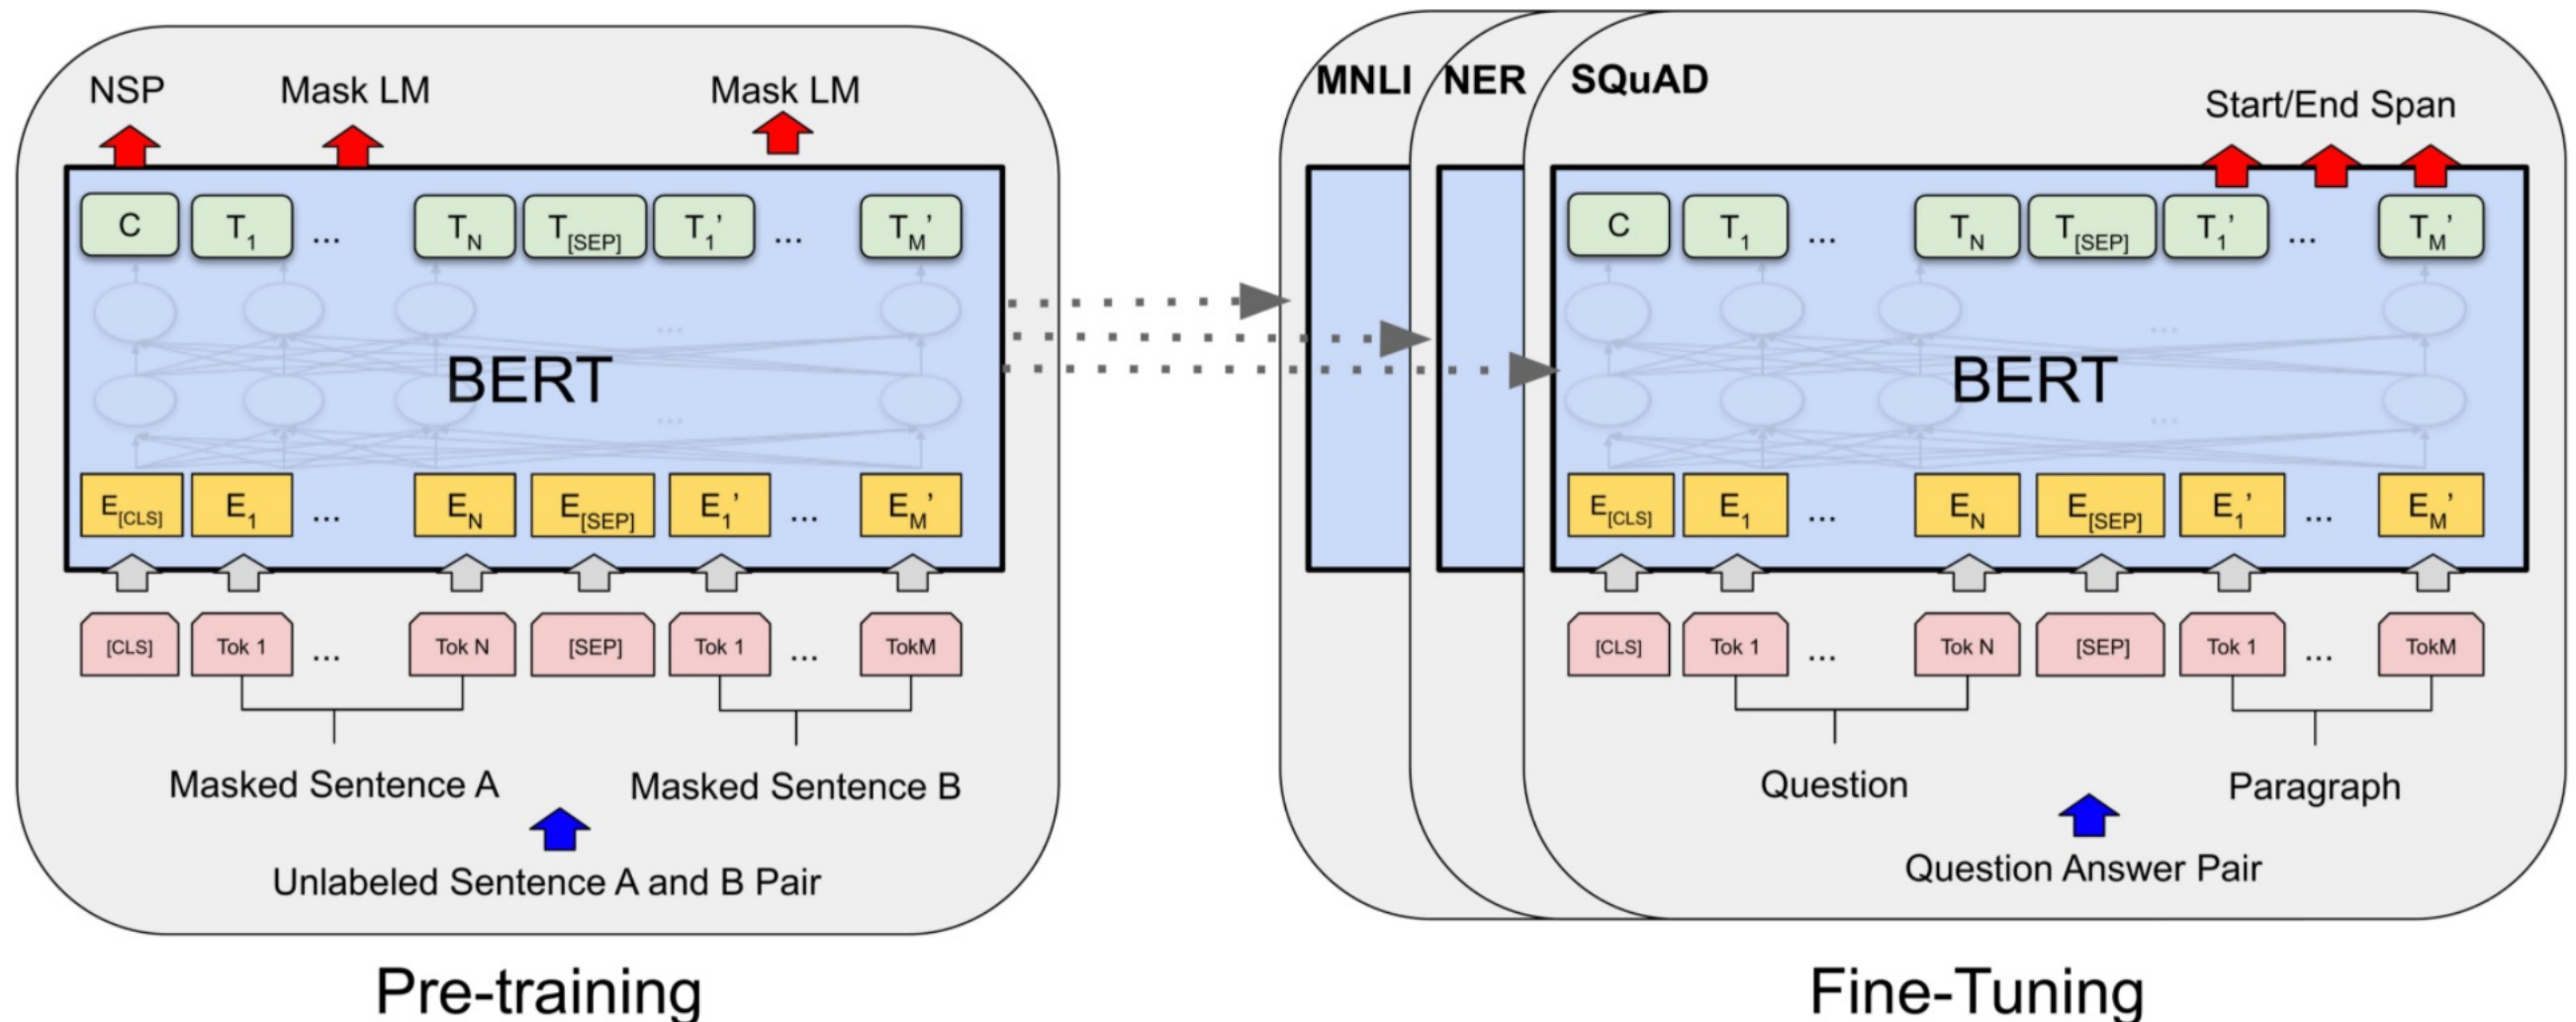 NSP Mask LM Mask LM
C T1 ... TN T[SEP] T1’ ... TM’
...
BERT
...
E[CLS] E1 ... EN E[SEP] E1’ ... EM’
[CLS] Tok 1 ... Tok N [SEP] Tok 1 ... TokM
Masked Sentence A Masked Sentence B
Unlabeled Sentence A and B Pair
Pre-training
MNLI NER SQuAD
Start/End Span
C T1 ... TN T[SEP] T1’ ... TM’
...
BERT
...
E[CLS] E1 ... EN E[SEP] E1’ ... EM’
[CLS] Tok 1 ... Tok N [SEP] Tok 1 ... TokM
Question Paragraph
Question Answer Pair
Fine-Tuning